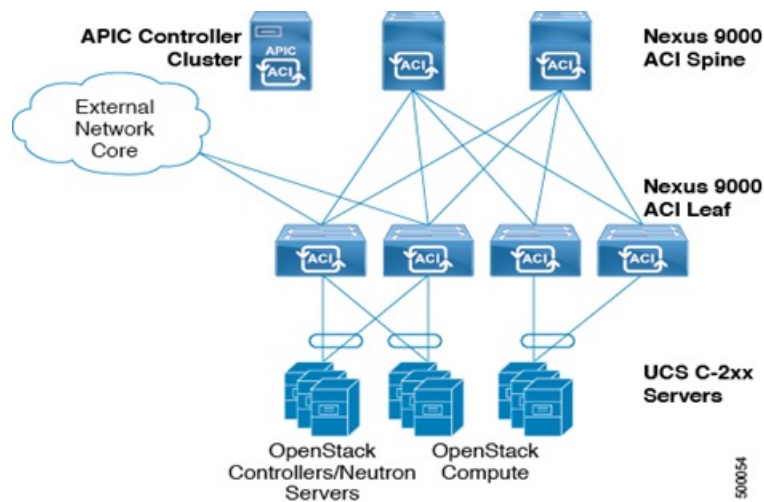 APIC Controller
Cluster
APIC
ACI
ACI
ACI
Nexus 9000
ACI Spine
External
Network
Core
Nexus 9000
ACI Leaf
ACI
ACI
ACI
ACI
UCS C-2xx
Servers
OpenStack
Controllers/Neutron
Servers
OpenStack
Compute
500054